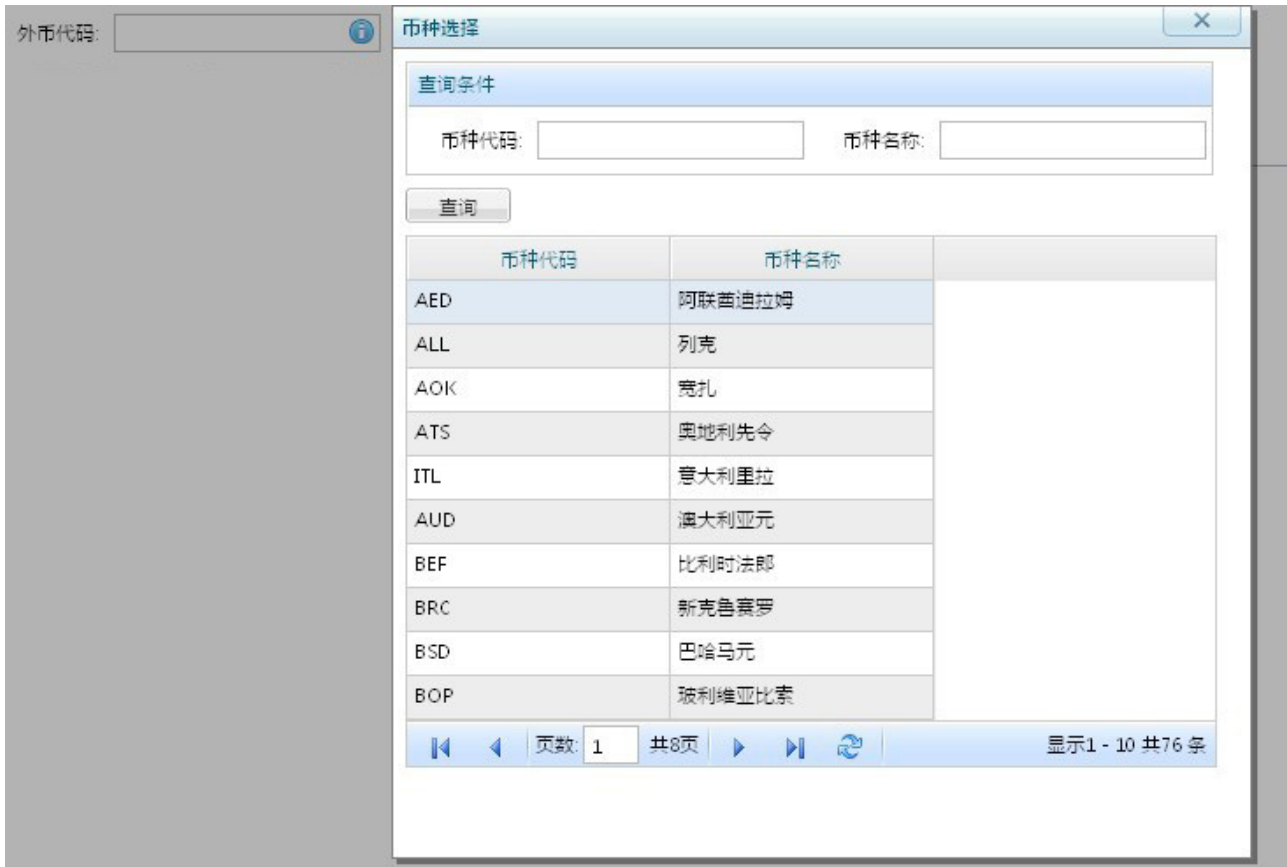 外币代码:
币种选择
查询条件
币种代码: 币种名称:
查询
币种代码 币种名称
AED 阿联酋迪拉姆
ALL 列克
AOK 宽扎
ATS 奥地利先令
ITL 意大利里拉
AUD 澳大利亚元
BEF 比利时法郎
BRC 新克鲁赛罗
BSD 巴哈马元
BOP 玻利维亚比索
页数: 1 共8页 显示1 - 10 共76 条